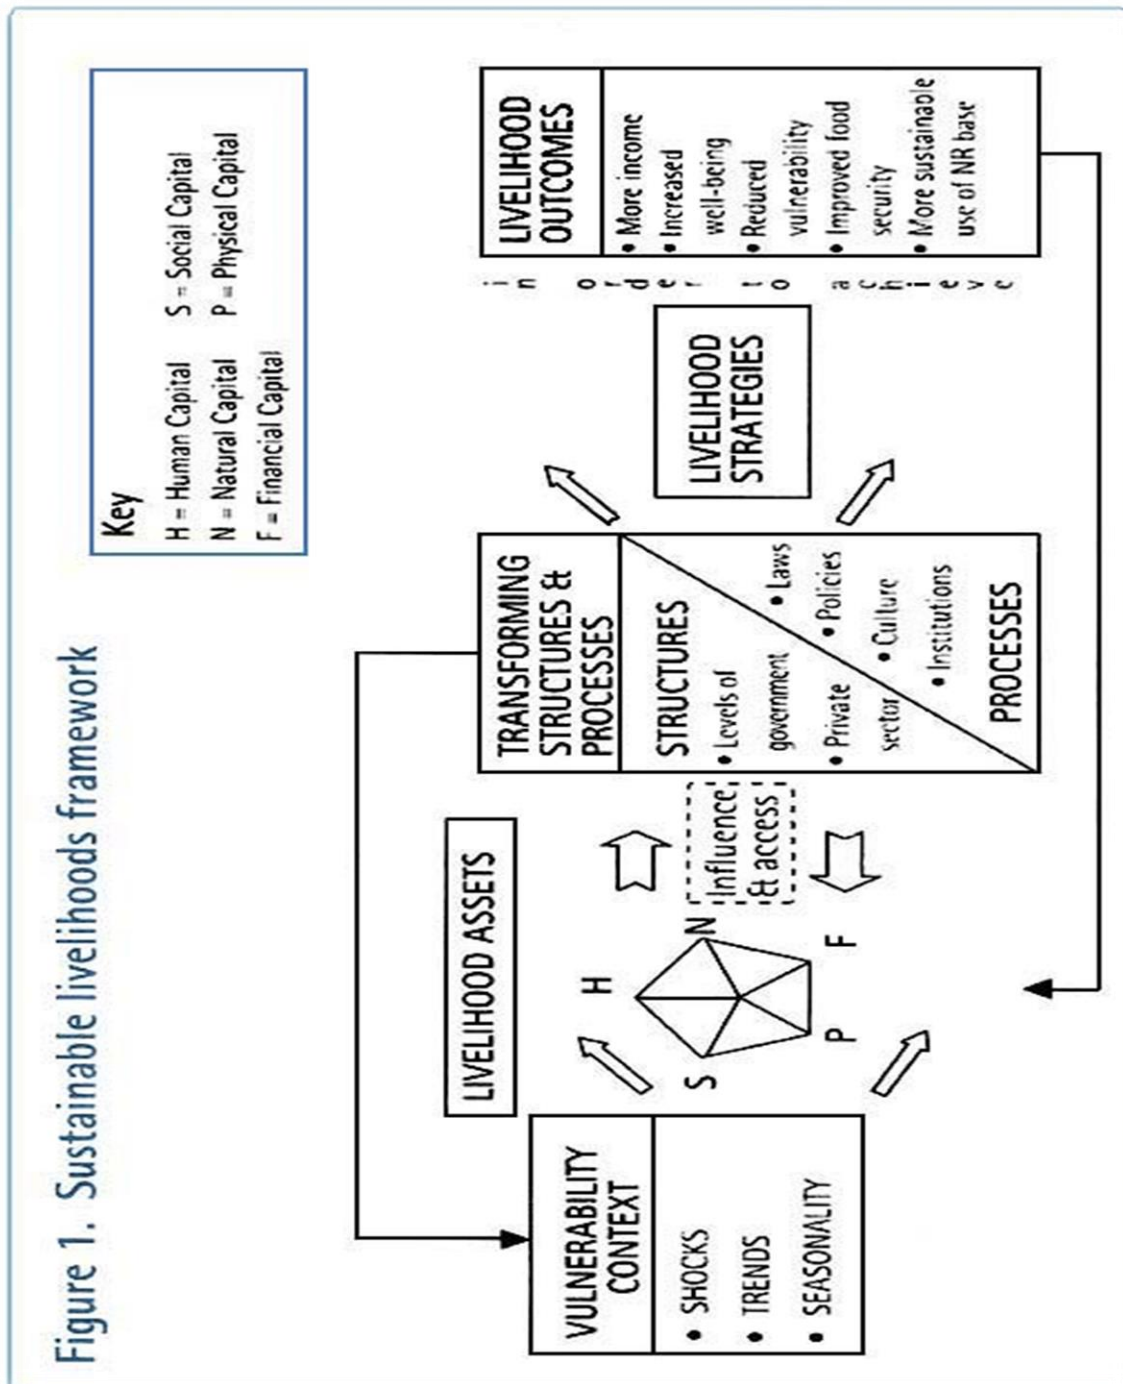 Figure 1. Sustainable livelihoods framework
Key
H = Human Capital S = Social Capital
N = Natural Capital P = Physical Capital
F = Financial Capital
VULNERABILITY
CONTEXT
• SHOCKS
• TRENDS
• SEASONALITY
LIVELIHOOD ASSETS
H
S
N
P
F
Influence
& access
TRANSFORMING
STRUCTURES &
PROCESSES
STRUCTURES
• Levels of
government
• Private
sector
• Laws
• Policies
• Culture
• Institutions
PROCESSES
LIVELIHOOD
STRATEGIES
in order to achieve
LIVELIHOOD
OUTCOMES
• More income
• Increased
well-being
• Reduced
vulnerability
• Improved food
security
• More sustainable
use of NR base